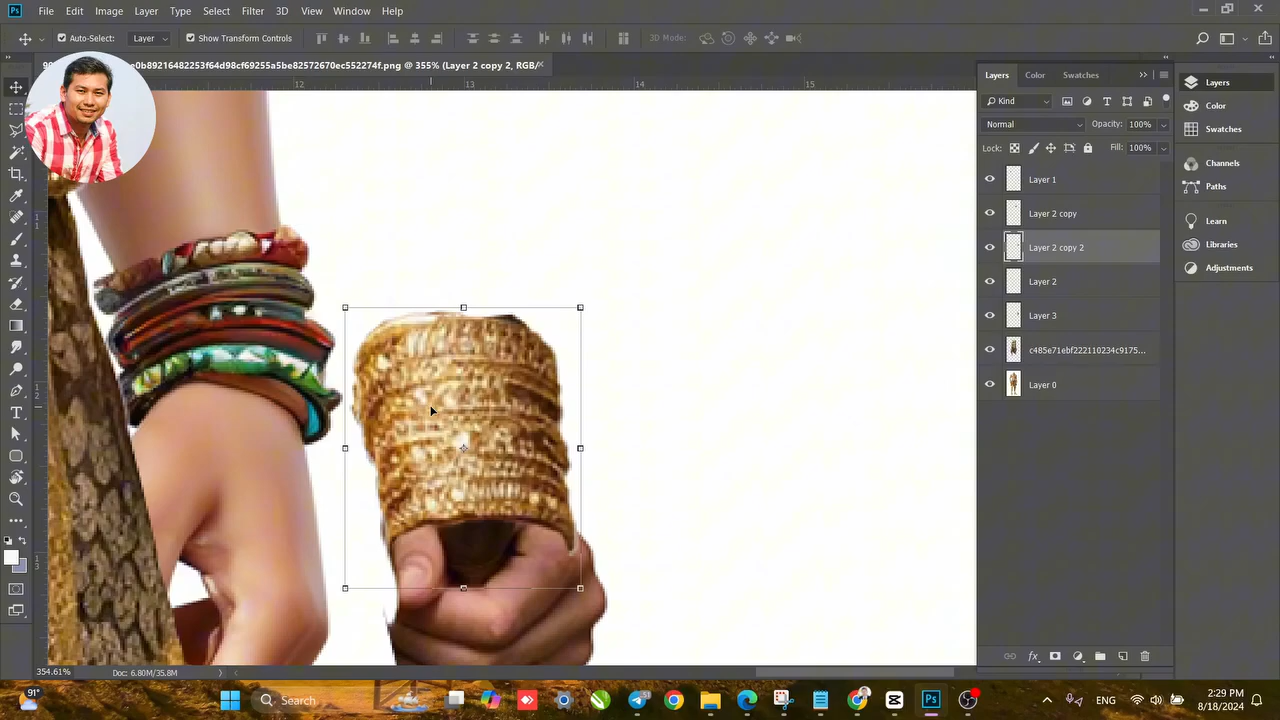 Ps File Edit Image Layer Type Select Filter 3D View Window Help
Auto-Select: Layer Show Transform Controls 3D Mode:
0b89216482253f64d98cf69255a5be82572670ec552274f.png @ 355% (Layer 2 copy 2, RGB/
12 13 14 15
Layers Color Swatches
Kind
Normal Opacity: 100%
Lock: Fill: 100%
Layer 1
Layer 2 copy
Layer 2 copy 2
Layer 2
Layer 3
c485e71ebf222110234c9175...
Layer 0
Layers
Color
Swatches
Channels
Paths
Learn
Libraries
Adjustments
354.61% Doc: 6.80M/35.8M
91° Search Ps ENG 2:29 PM
8/18/2024